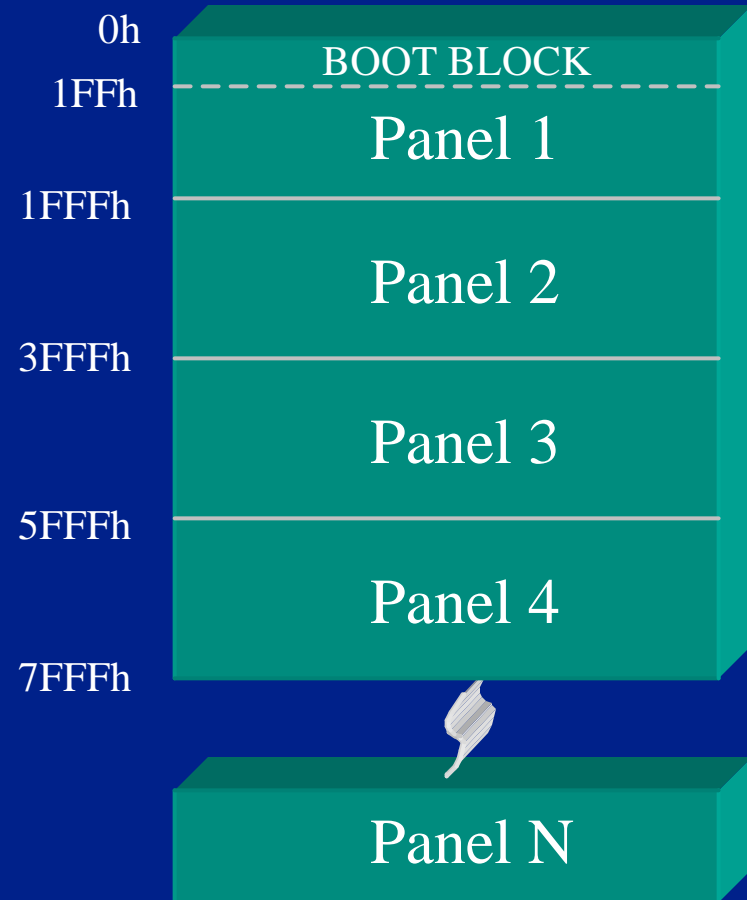 0h
BOOT BLOCK
1FFh
Panel 1
1FFFh
Panel 2
3FFFh
Panel 3
5FFFh
Panel 4
7FFFh
Panel N